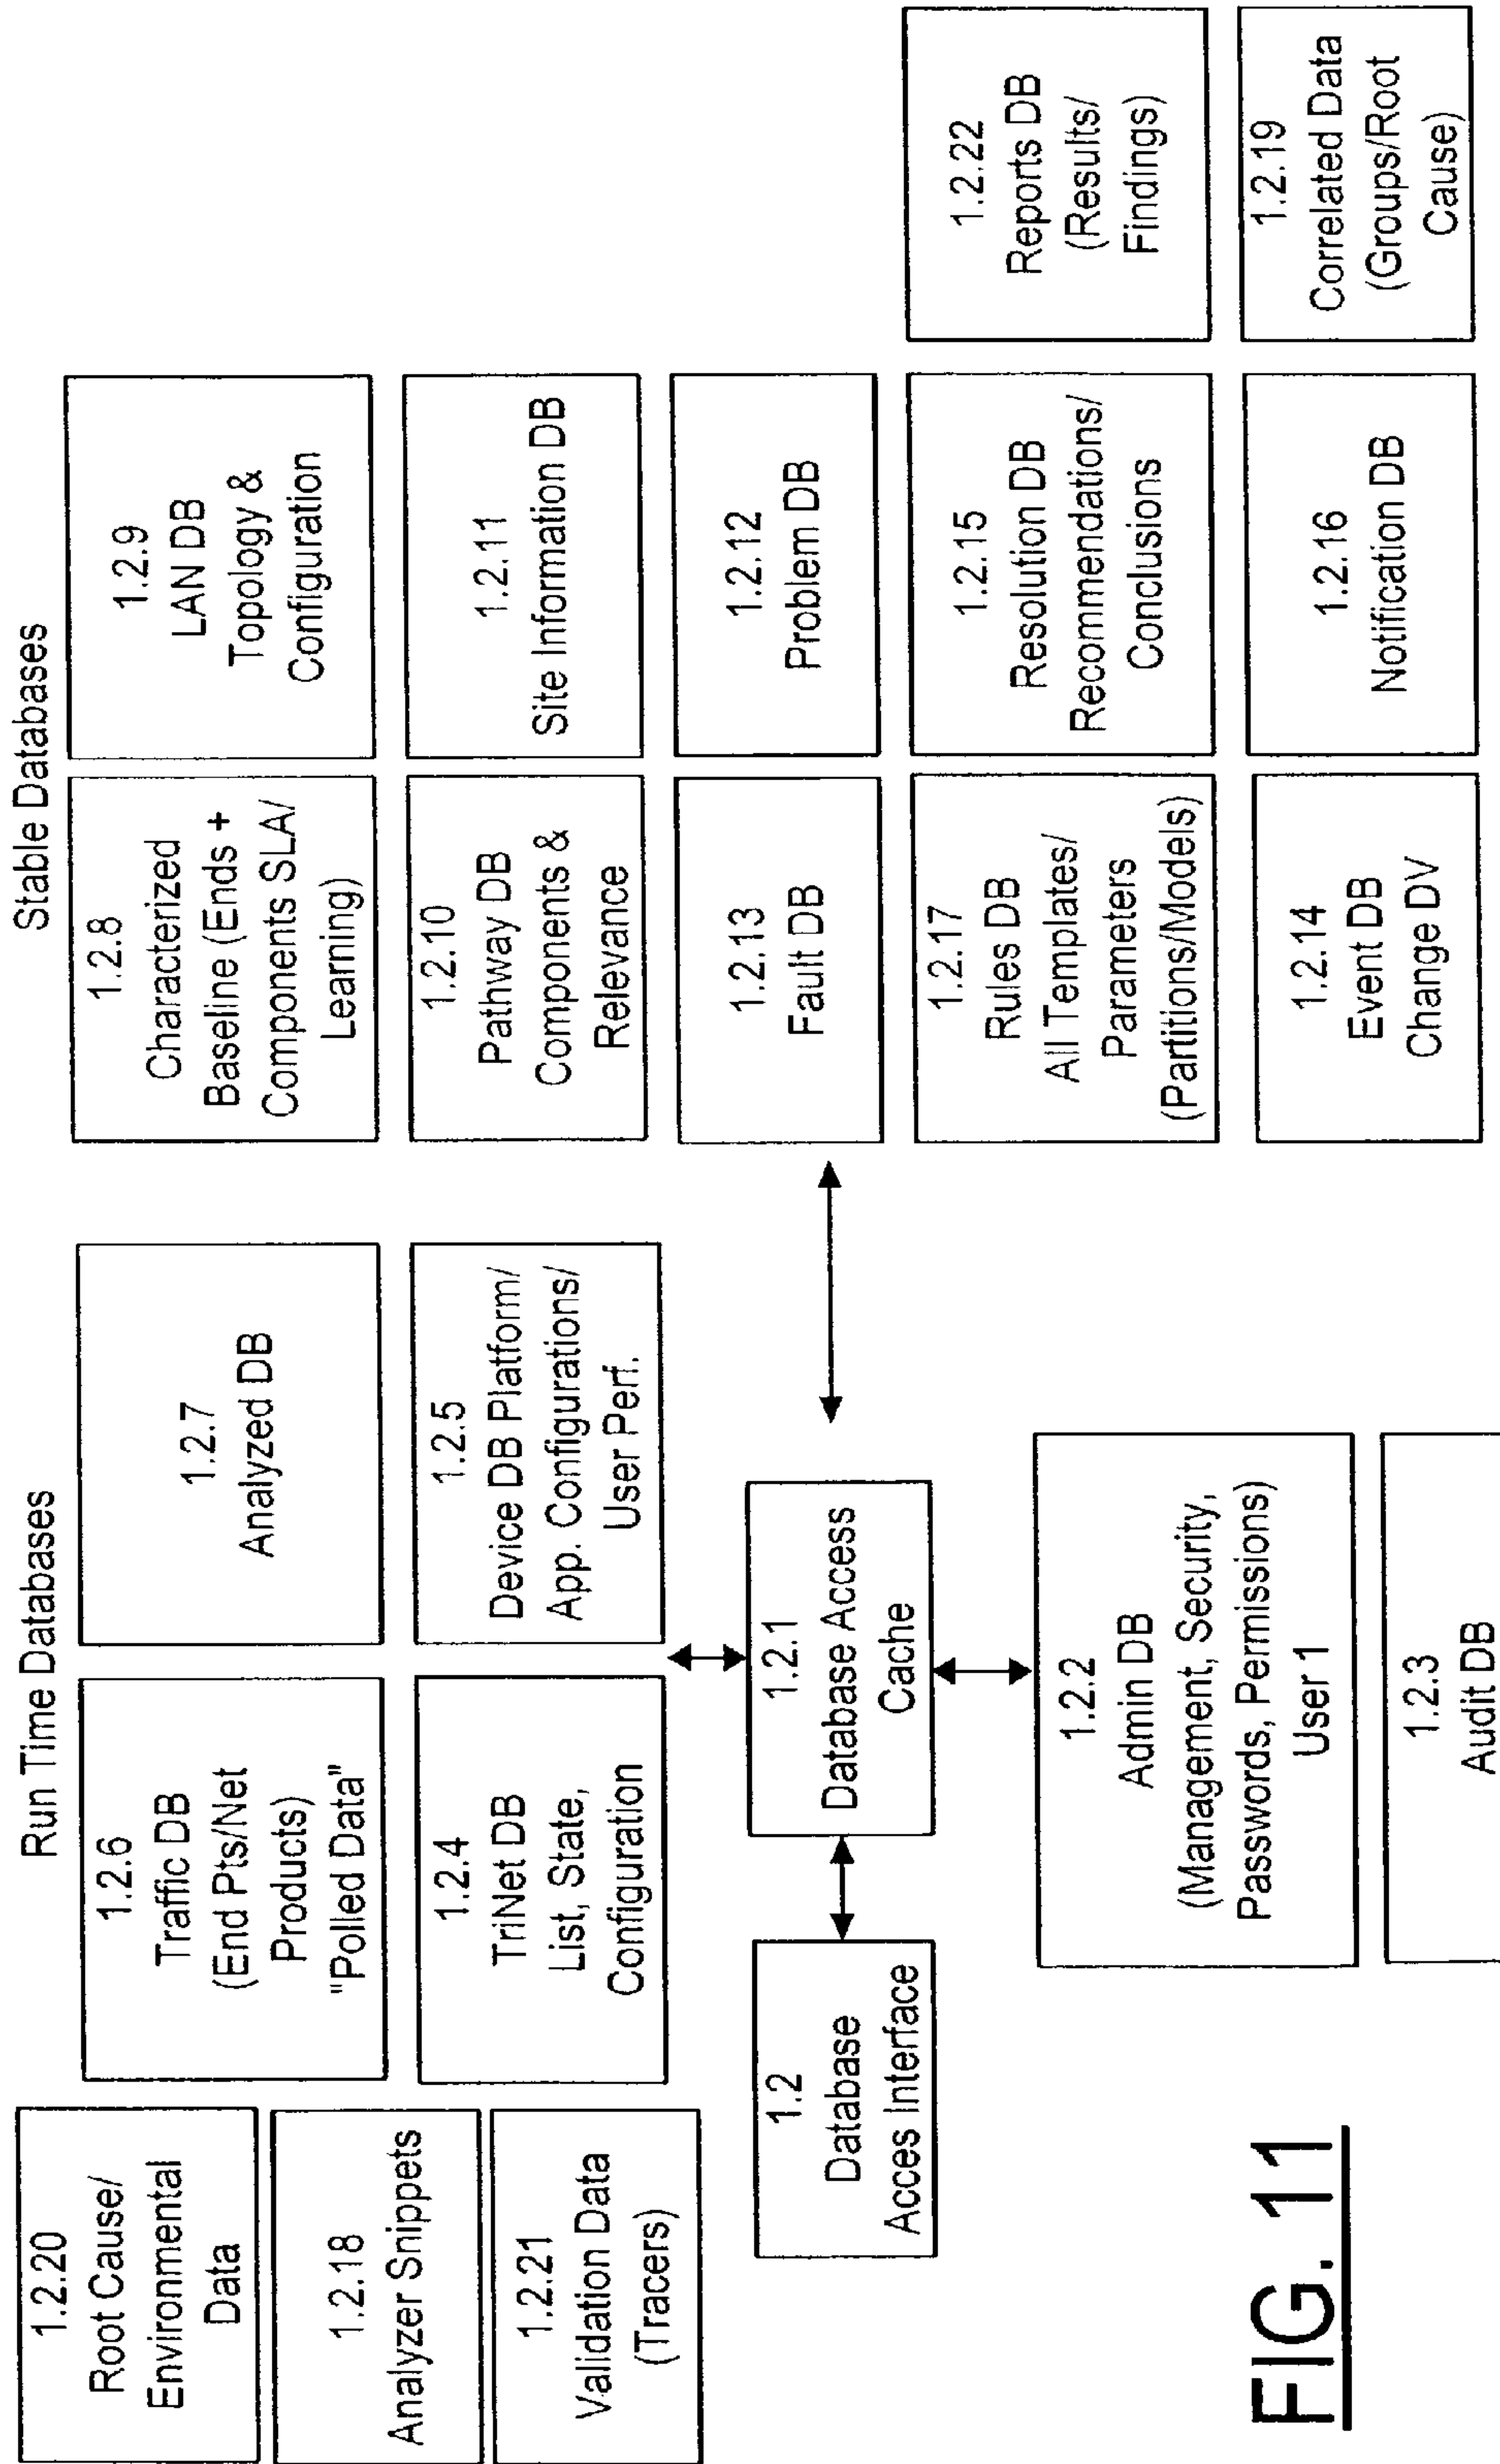 Run Time Databases
1.2.20
Root Cause/
Environmental
Data
1.2.18
Analyzer Snippets
1.2.21
Validation Data
(Tracers)
1.2.6
Traffic DB
(End Pts/Net
Products)
"Polled Data"
1.2.7
Analyzed DB
1.2.4
TriNet DB
List, State,
Configuration
1.2.5
Device DB Platform/
App. Configurations/
User Perf.
1.2
Database
Acces Interface
1.2.1
Database Access
Cache
1.2.2
Admin DB
(Management, Security,
Passwords, Permissions)
User 1
1.2.3
Audit DB
Stable Databases
1.2.8
Characterized
Baseline (Ends +
Components SLA/
Learning)
1.2.9
LAN DB
Topology &
Configuration
1.2.10
Pathway DB
Components &
Relevance
1.2.11
Site Information DB
1.2.13
Fault DB
1.2.12
Problem DB
1.2.17
Rules DB
All Templates/
Parameters
(Partitions/Models)
1.2.15
Resolution DB
Recommendations/
Conclusions
1.2.22
Reports DB
(Results/
Findings)
1.2.14
Event DB
Change DV
1.2.16
Notification DB
1.2.19
Correlated Data
(Groups/Root
Cause)
FIG. 11